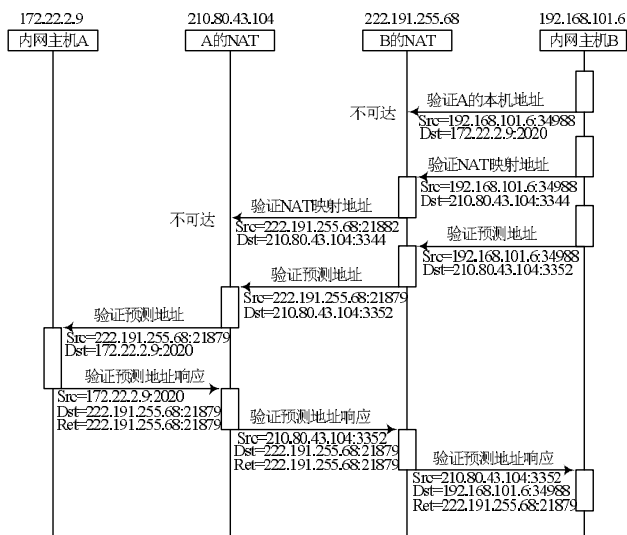 172.22.2.9
210.80.43.104
222.191.255.68
192.168.101.6
内网主机A
A的NAT
B的NAT
内网主机B
不可达
验证A的本机地址
Src=192.168.101.6:34988
Dst=172.22.2.9:2020
验证NAT映射地址
Src=192.168.101.6:34988
Dst=210.80.43.104:3344
不可达
验证NAT映射地址
Src=222.191.255.68:21882
Dst=210.80.43.104:3344
验证预测地址
Src=192.168.101.6:34988
Dst=210.80.43.104:3352
验证预测地址
Src=222.191.255.68:21879
Dst=210.80.43.104:3352
验证预测地址
Src=222.191.255.68:21879
Dst=172.22.2.9:2020
验证预测地址响应
Src=172.22.2.9:2020
Dst=222.191.255.68:21879
Ret=222.191.255.68:21879
验证预测地址响应
Src=210.80.43.104:3352
Dst=222.191.255.68:21879
Ret=222.191.255.68:21879
验证预测地址响应
Src=210.80.43.104:3352
Dst=192.168.101.6:34988
Ret=222.191.255.68:21879